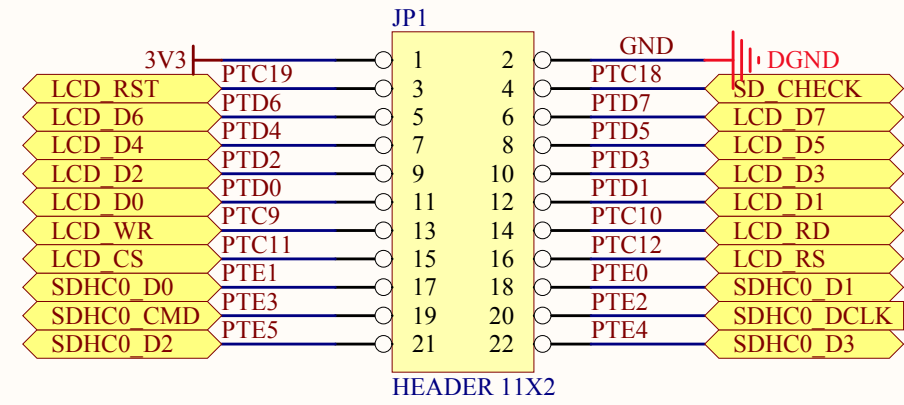 JP1
3V3 1 2 GND DGND
LCD_RST PTC19 3 4 PTC18 SD_CHECK
LCD_D6 PTD6 5 6 PTD7 LCD_D7
LCD_D4 PTD4 7 8 PTD5 LCD_D5
LCD_D2 PTD2 9 10 PTD3 LCD_D3
LCD_D0 PTD0 11 12 PTD1 LCD_D1
LCD_WR PTC9 13 14 PTC10 LCD_RD
LCD_CS PTC11 15 16 PTC12 LCD_RS
SDHC0_D0 PTE1 17 18 PTE0 SDHC0_D1
SDHC0_CMD PTE3 19 20 PTE2 SDHC0_DCLK
SDHC0_D2 PTE5 21 22 PTE4 SDHC0_D3
HEADER 11X2